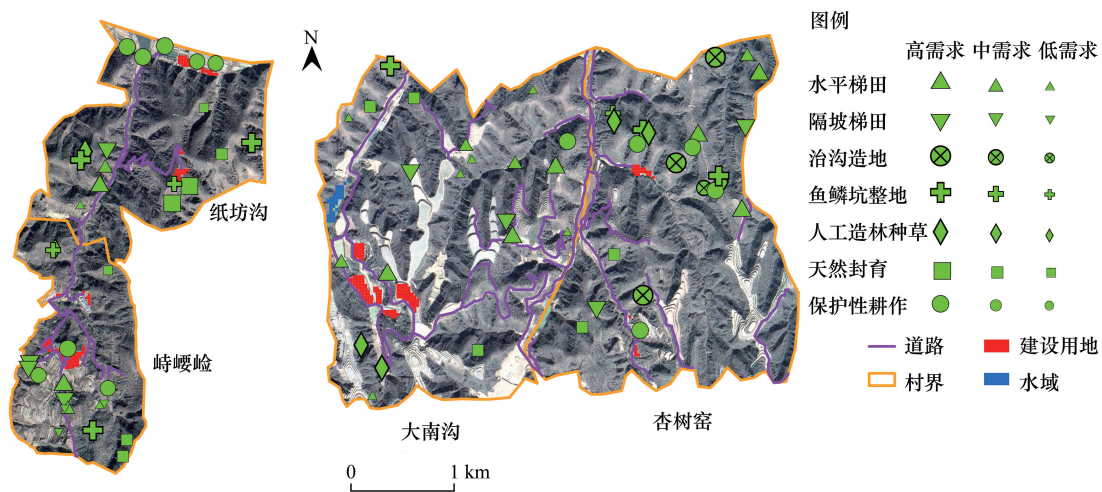 图例
N
高需求 中需求 低需求
水平梯田
隔坡梯田
治沟造地
鱼鳞坑整地
人工造林种草
天然封育
保护性耕作
道路 建设用地
村界 水域
纸坊沟
峙崾崄
大南沟
杏树窑
0 1 km